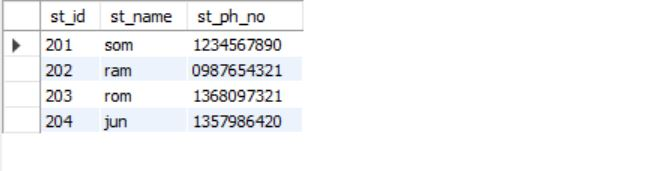 st_id st_name st_ph_no
201 som 1234567890
202 ram 0987654321
203 rom 1368097321
204 jun 1357986420